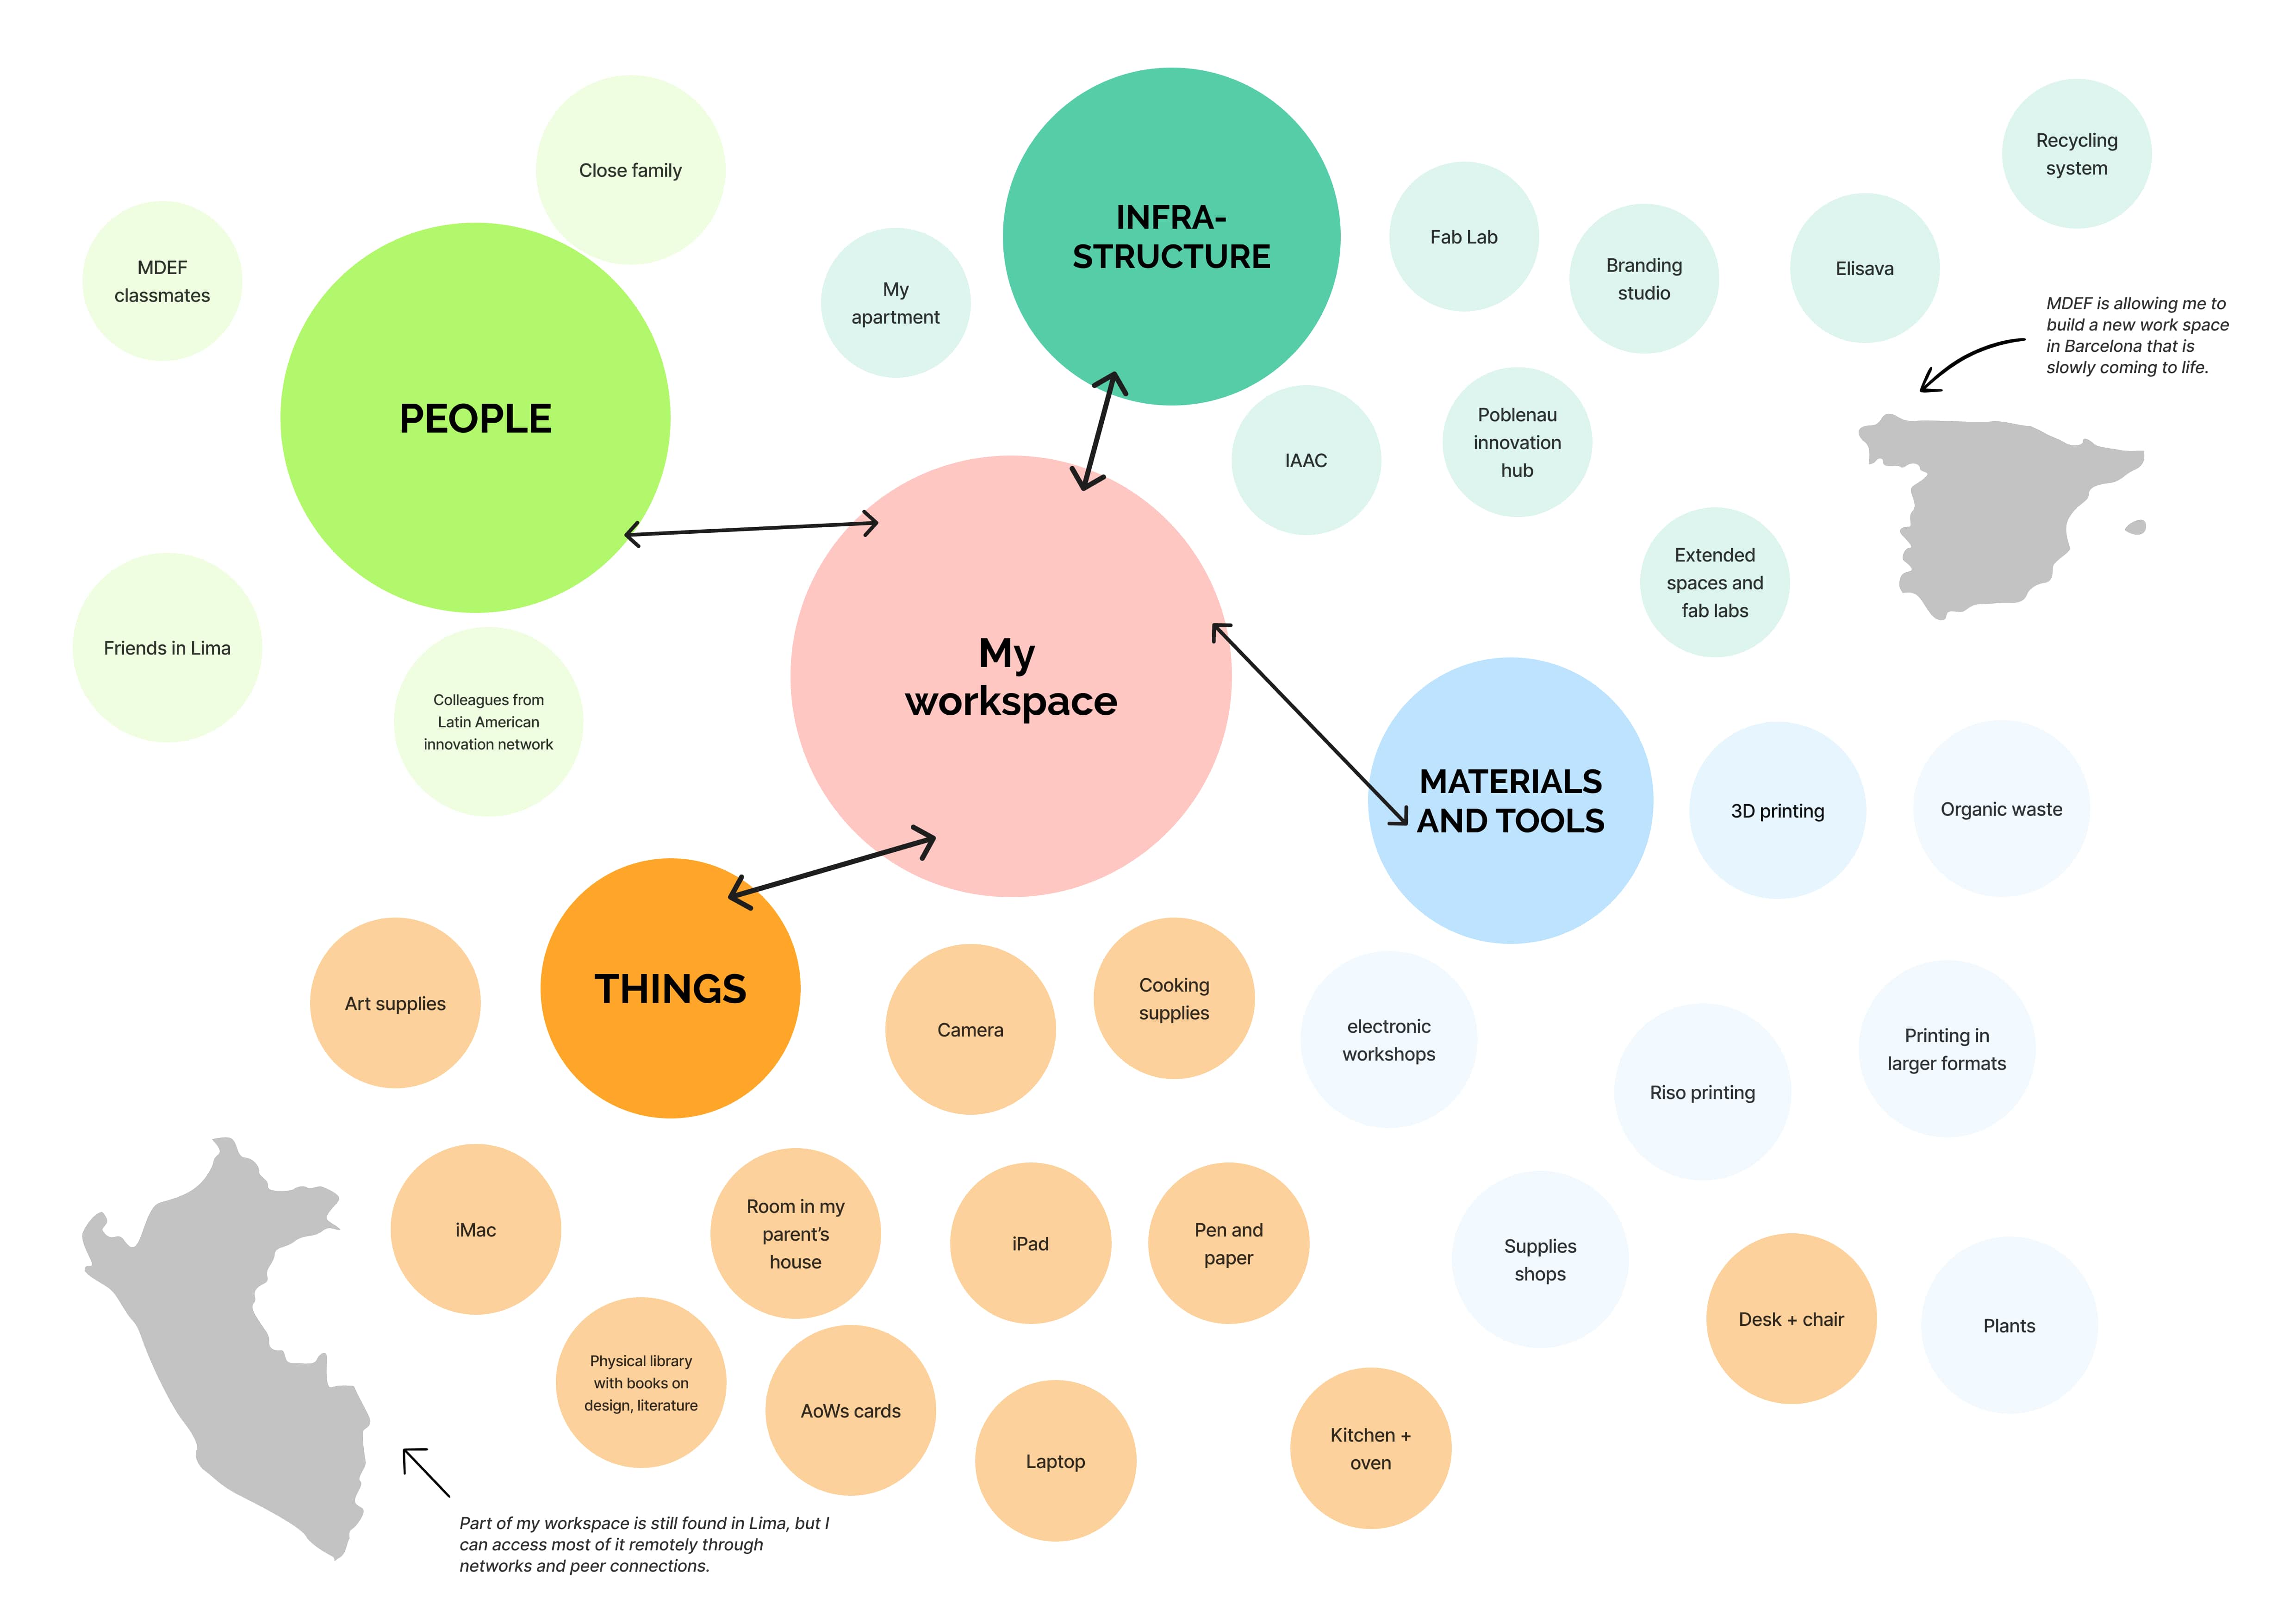 Close family
MDEF
classmates
PEOPLE
Friends in Lima
Colleagues from
Latin American
innovation network
INFRA-
STRUCTURE
My
apartment
Fab Lab
Branding
studio
Elisava
Recycling
system
IAAC
Poblenau
innovation
hub
Extended
spaces and
fab labs
MDEF is allowing me to
build a new work space
in Barcelona that is
slowly coming to life.
My
workspace
MATERIALS
AND TOOLS
3D printing
Organic waste
electronic
workshops
Riso printing
Printing in
larger formats
Supplies
shops
Plants
THINGS
Art supplies
Camera
Cooking
supplies
iMac
Room in my
parent’s
house
iPad
Pen and
paper
Desk + chair
Physical library
with books on
design, literature
AoWs cards
Laptop
Kitchen +
oven
Part of my workspace is still found in Lima, but I
can access most of it remotely through
networks and peer connections.